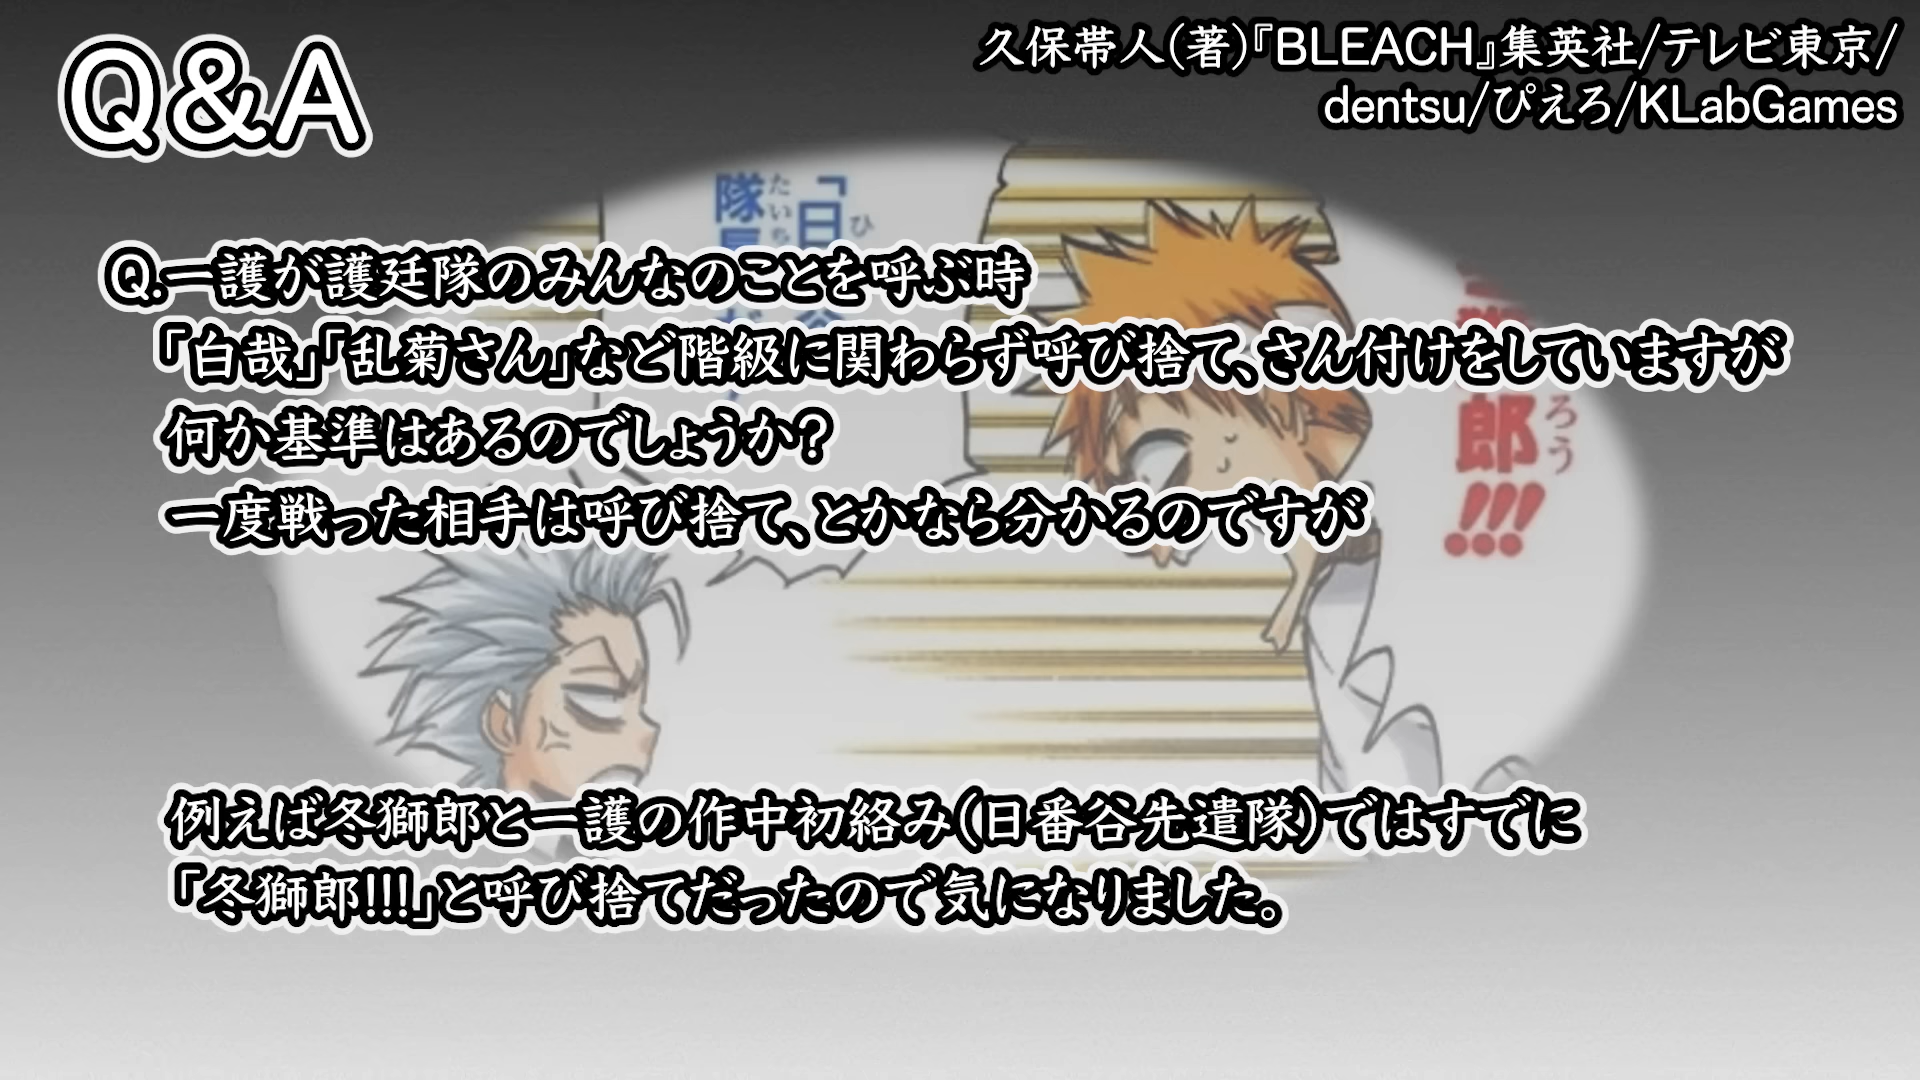 Q&A
久保帯人(著)『BLEACH』集英社/テレビ東京/
dentsu/ぴえろ/KLabGames
Q.一護が護廷隊のみんなのことを呼ぶ時
「白哉」「乱菊さん」など階級に関わらず呼び捨て、さん付けをしていますが
何か基準はあるのでしょうか?
一度戦った相手は呼び捨て、とかなら分かるのですが
郎!!!
ろう
例えば冬獅郎と一護の作中初絡み(日番谷先遣隊)ではすでに
「冬獅郎!!!」と呼び捨てだったので気になりました。